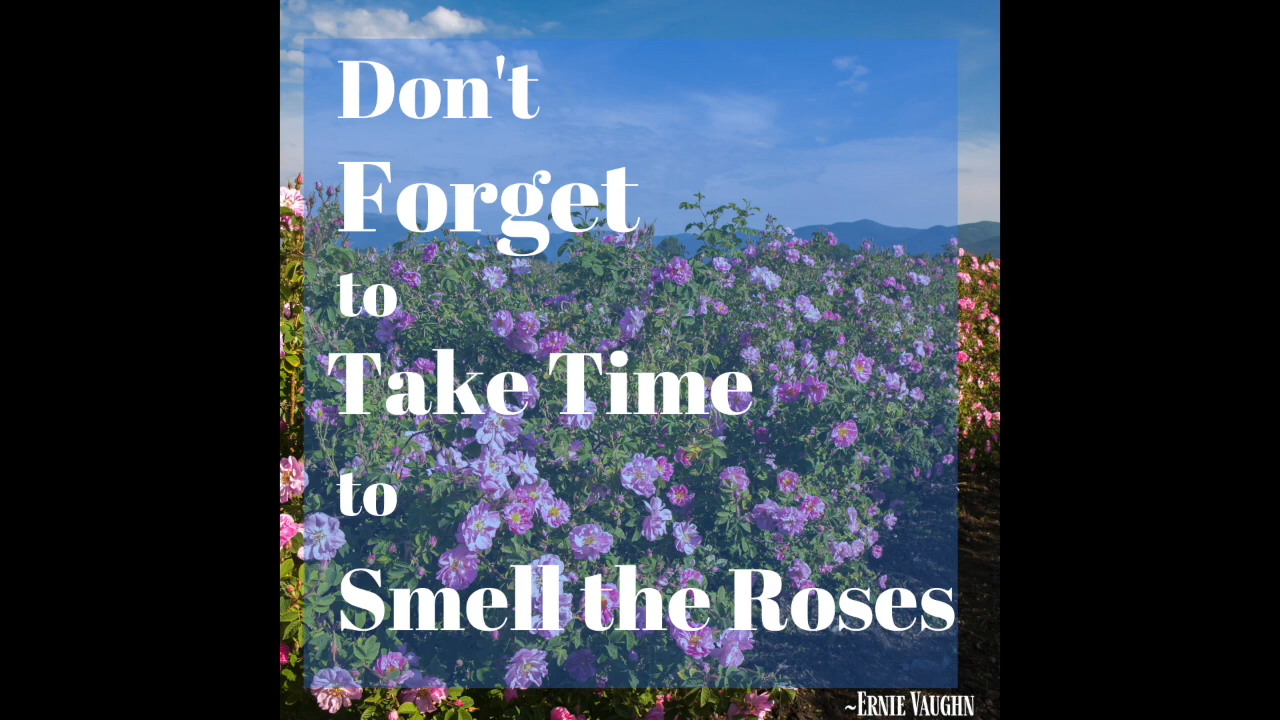 Don't
Forget
to
Take Time
to
Smell the Roses
~Ernie Vaughn